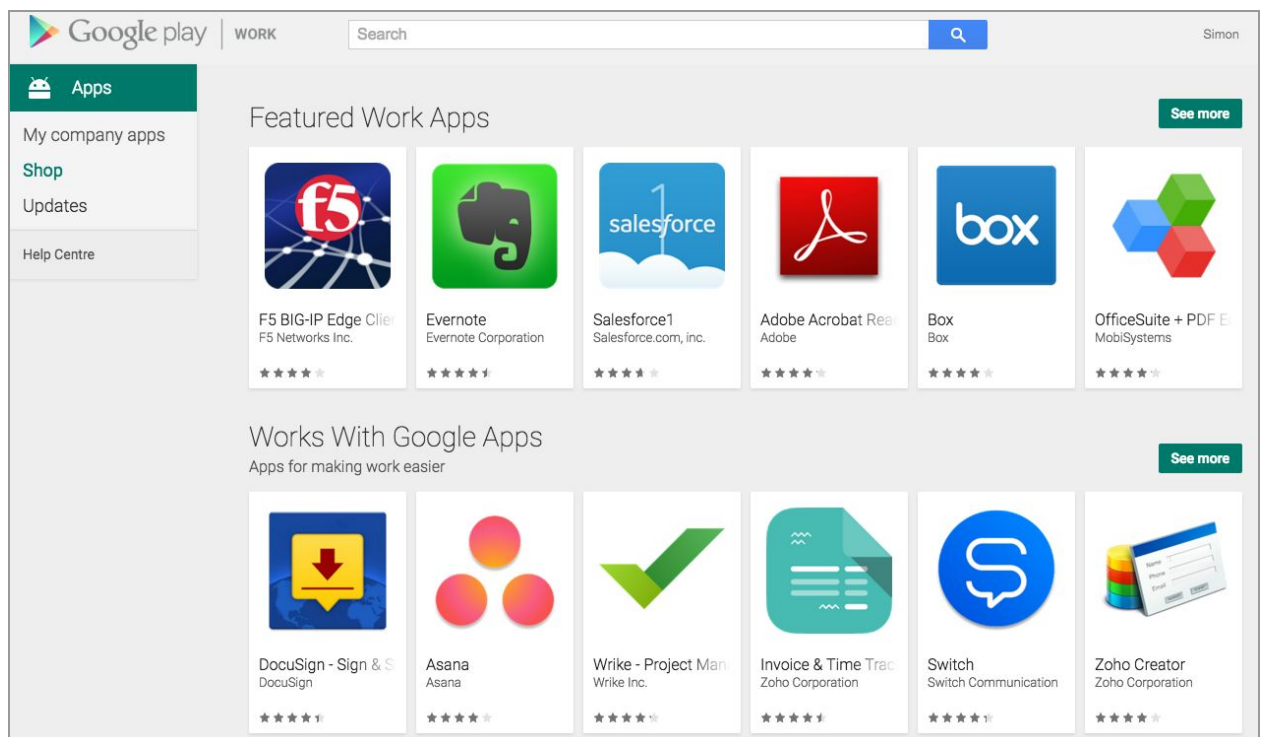 Google play WORK Search Simon
Apps
My company apps
Shop
Updates
Help Centre
Featured Work Apps See more
f5 1 salesforce box
F5 BIG-IP Edge Clie Evernote Salesforce1 Adobe Acrobat Rea Box OfficeSuite + PDF E
F5 Networks Inc. Evernote Corporation Salesforce.com, inc. Adobe Box MobiSystems
Works With Google Apps
Apps for making work easier See more
Name
Phone
Email
DocuSign - Sign & S Asana Wrike - Project Man Invoice & Time Trac Switch Zoho Creator
DocuSign Asana Wrike Inc. Zoho Corporation Switch Communication Zoho Corporation